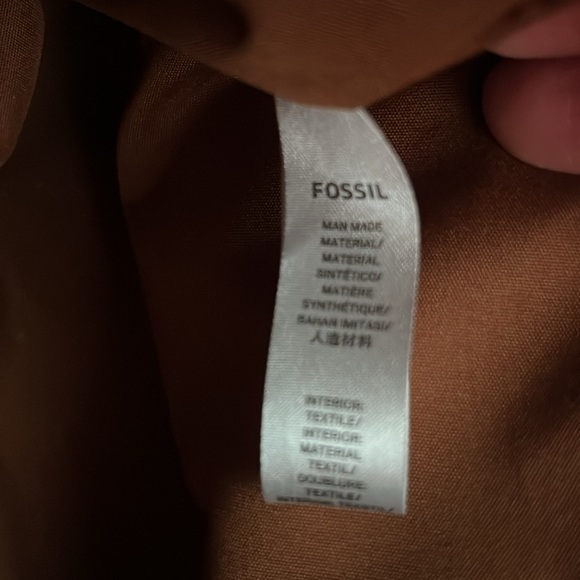 FOSSIL
MAN MADE
MATERIAL/
MATERIAL
SINTÉTICO/
MATIÈRE
SYNTHÉTIQUE/
BAHAN IMITASI/
人造材料
INTERIOR:
TEXTILE/
INTERIOR:
MATERIAL
TEXTIL/
DOUBLURE:
TEXTILE/